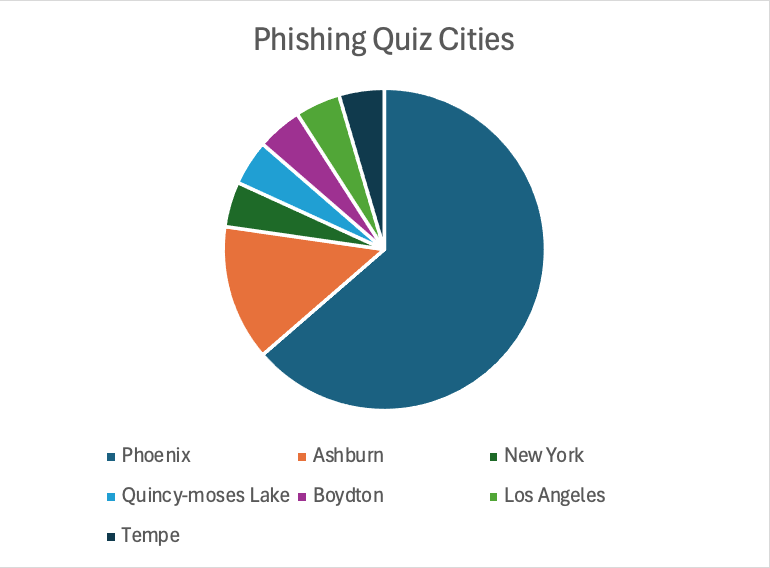 Phishing Quiz Cities
Phoenix Ashburn New York
Quincy-moses Lake Boydton Los Angeles
Tempe